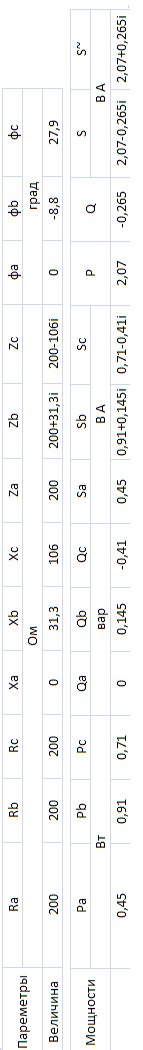 Параметры Ra Rb Rc Xa Xb Xc Za Zb Zc φa φb φc
Ом град
Величина 200 200 200 0 31,3 106 200 200+31,3i 200-106i 0 -8,8 27,9
Мощности Pa Pb Pc Qa Qb Qc Sa Sb Sc P Q S S~
Вт вар В А В А
0,45 0,91 0,71 0 0,145 -0,41 0,45 0,91+0,145i 0,71-0,41i 2,07 -0,265 2,07-0,265i 2,07+0,265i